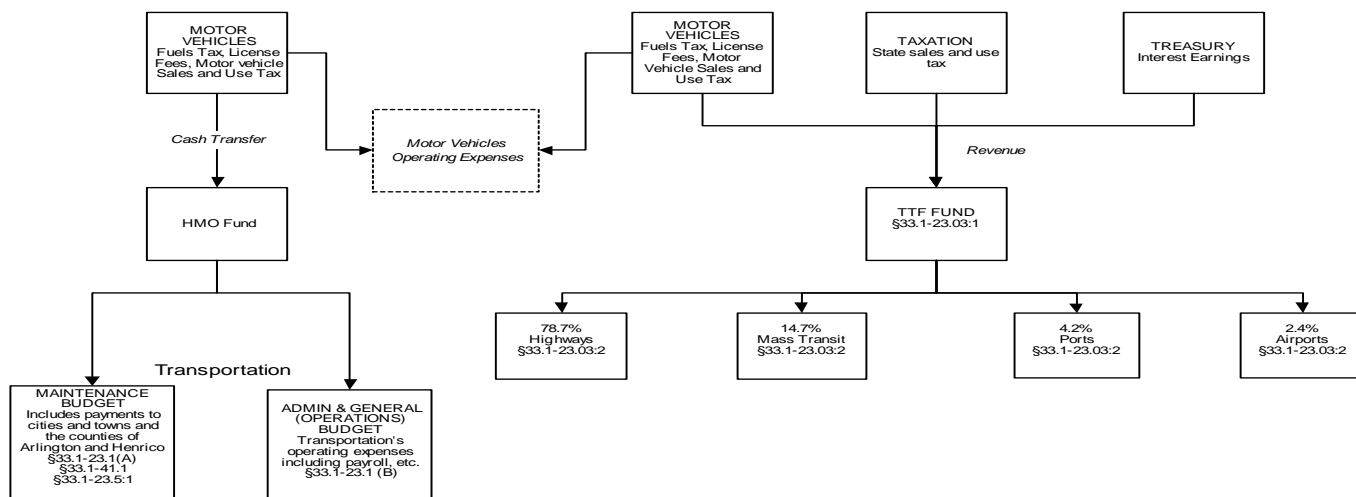 MOTOR
VEHICLES
Fuels Tax, License
Fees, Motor vehicle
Sales and Use Tax
MOTOR
VEHICLES
Fuels Tax, License
Fees, Motor
Vehicle Sales and
Use Tax
TAXATION
State sales and use
tax
TREASURY
Interest Earnings
Cash Transfer
Motor Vehicles
Operating Expenses
Revenue
HMO Fund
TTF FUND
§33.1-23.03:1
78.7%
Highways
§33.1-23.03:2
14.7%
Mass Transit
§33.1-23.03:2
4.2%
Ports
§33.1-23.03:2
2.4%
Airports
§33.1-23.03:2
Transportation
MAINTENANCE
BUDGET
Includes payments to
cities and towns and
the counties of
Arlington and Henrico
§33.1-23.1(A)
§33.1-41.1
§33.1-23.5:1
ADMIN & GENERAL
(OPERATIONS)
BUDGET
Transportation's
operating expenses
including payroll, etc.
§33.1-23.1 (B)